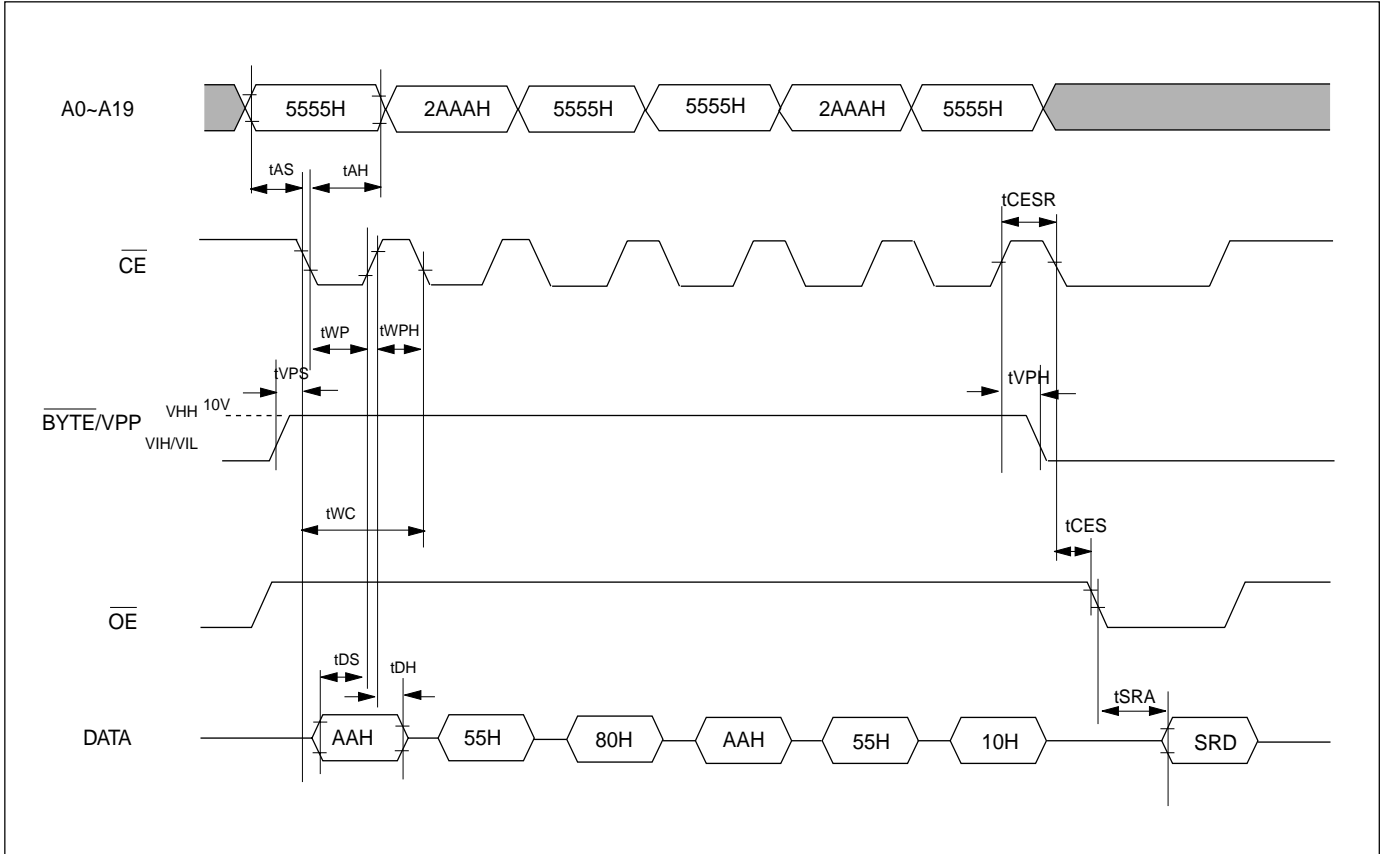 A0~A19 5555H 2AAAH 5555H 5555H 2AAAH 5555H
tAS tAH
tCESR
CE
tWP tWPH
tVPS tVPH
BYTE/VPP VHH 10V
VIH/VIL
tWC
tCES
OE
tDS tDH
tSRA
DATA AAH 55H 80H AAH 55H 10H SRD